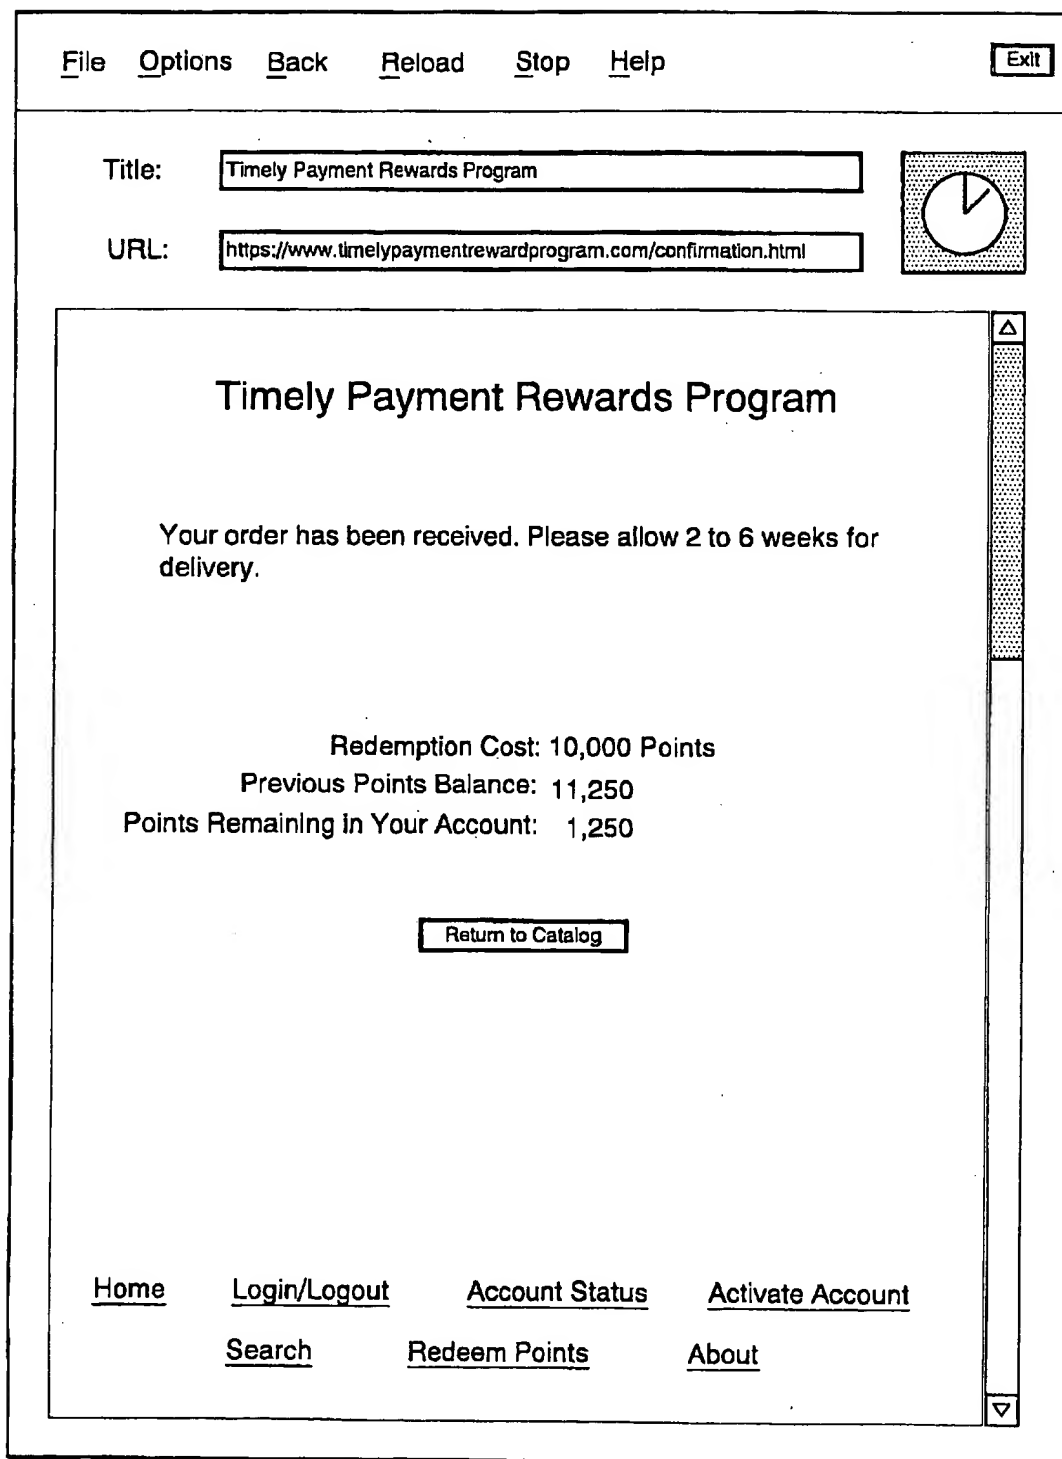 File Options Back Reload Stop Help Exit
Title: Timely Payment Rewards Program
URL: https://www.timelypaymentrewardprogram.com/confirmation.html
Timely Payment Rewards Program
Your order has been received. Please allow 2 to 6 weeks for
delivery.
Redemption Cost: 10,000 Points
Previous Points Balance: 11,250
Points Remaining in Your Account: 1,250
Return to Catalog
Home Login/Logout Account Status Activate Account
Search Redeem Points About